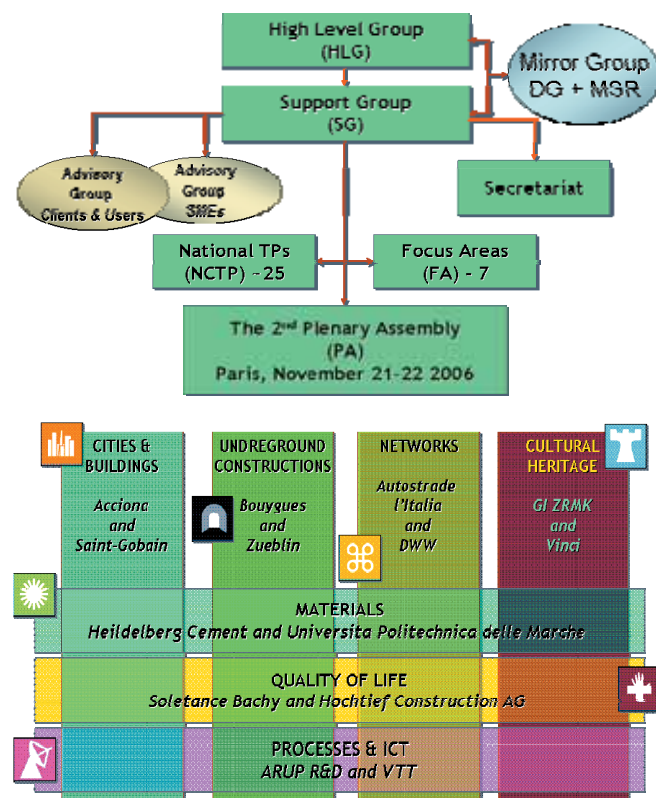 High Level Group
(HLG)
Mirror Group
DG + MSR
Support Group
(SG)
Advisory
Group
Clients & Users
Advisory
Group
SMEs
Secretariat
National TPs
(NCTP) ~25
Focus Areas
(FA) - 7
The 2nd Plenary Assembly
(PA)
Paris, November 21-22 2006
CITIES &
BUILDINGS
Acciona
and
Saint-Gobain
UNDREGROUND
CONSTRUCTIONS
Bouygues
and
Zueblin
NETWORKS
Autostrade
l'Italia
and
DWW
CULTURAL
HERITAGE
GI ZRMK
and
Vinci
MATERIALS
Heildelberg Cement and Universita Politechnica delle Marche
QUALITY OF LIFE
Soletance Bachy and Hochtief Construction AG
PROCESSES & ICT
ARUP R&D and VTT